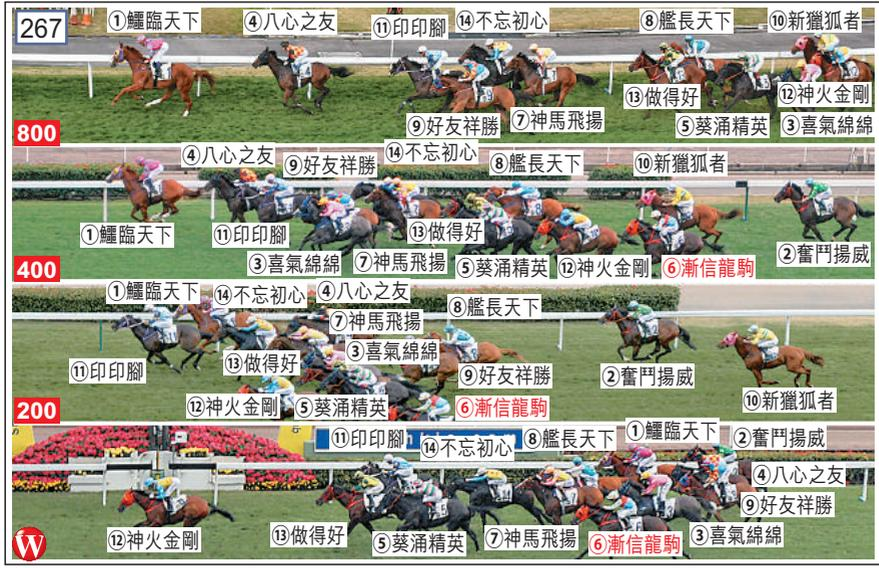 267
①鱷臨天下 ④八心之友 ⑪印印腳 ⑭不忘初心 ⑧艦長天下 ⑩新獵狐者
⑬做得好 ⑫神火金剛
⑨好友祥勝 ⑦神馬飛揚 ⑤葵涌精英 ③喜氣綿綿
800
④八心之友 ⑨好友祥勝 ⑭不忘初心 ⑧艦長天下 ⑩新獵狐者
①鱷臨天下 ⑪印印腳 ⑬做得好
③喜氣綿綿 ⑦神馬飛揚 ⑤葵涌精英 ⑫神火金剛 ⑥漸信龍駒 ②奮鬥揚威
400
①鱷臨天下 ⑭不忘初心 ④八心之友 ⑧艦長天下
⑦神馬飛揚
⑪印印腳 ⑬做得好 ③喜氣綿綿
⑨好友祥勝 ②奮鬥揚威
⑫神火金剛 ⑤葵涌精英 ⑥漸信龍駒 ⑩新獵狐者
200
⑪印印腳 ⑭不忘初心 ⑧艦長天下 ①鱷臨天下 ②奮鬥揚威
④八心之友
⑨好友祥勝
⑫神火金剛 ⑬做得好 ⑤葵涌精英 ⑦神馬飛揚 ⑥漸信龍駒 ③喜氣綿綿
W